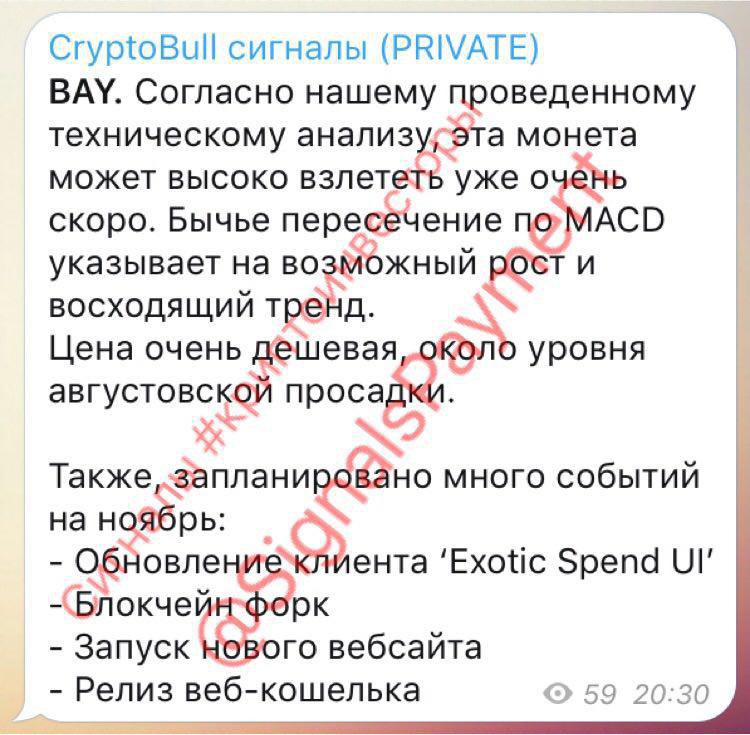 CryptoBull сигналы (PRIVATE)
BAY. Согласно нашему проведенному
техническому анализу, эта монета
может высоко взлететь уже очень
скоро. Бычье пересечение по MACD
указывает на возможный рост и
восходящий тренд.
Цена очень дешевая, около уровня
августовской просадки.
Также, запланировано много событий
на ноябрь:
- Обновление клиента ‘Exotic Spend UI’
- Блокчейн форк
- Запуск нового вебсайта
- Релиз веб-кошелька
59 20:30
Сигналы #криптоинвесторы
@SignalsPayment